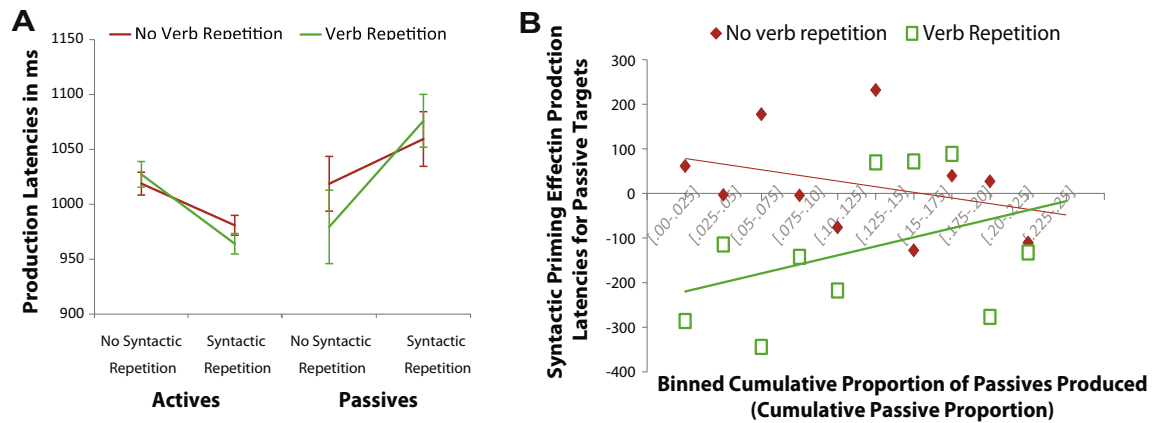 A
No Verb Repetition
Verb Repetition
Production Latencies in ms
1150
1100
1050
1000
950
900
No Syntactic
Repetition
Syntactic
Repetition
No Syntactic
Repetition
Syntactic
Repetition
Actives
Passives
B
No verb repetition
Verb Repetition
Syntactic Priming Effectin Prodction
Latencies for Passive Targets
300
200
100
0
-100
-200
-300
-400
[.00-.025]
[.025-.05]
[.05-.075]
[.075-.10]
[.10-.125]
[.125-.15]
[.15-.175]
[.175-.20]
[.20-.225]
[.225-.25]
Binned Cumulative Proportion of Passives Produced
(Cumulative Passive Proportion)